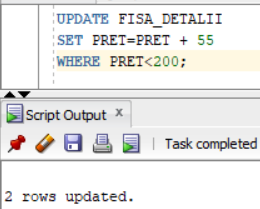 UPDATE FISA_DETALII
SET PRET=PRET + 55
WHERE PRET<200;
Script Output x
Task completed
2 rows updated.